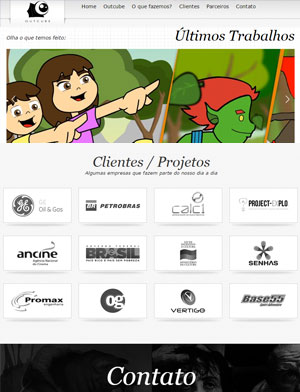 OUTCUBE
Home Outcube O que fazemos? Clientes Parceiros Contato
Olha o que temos feito:
Últimos Trabalhos
Clientes / Projetos
Algumas empresas que fazem parte do nosso dia a dia
GE
Oil & Gas
BR PETROBRAS
caici
PROJECT-EXPLO
ancine
Agência Nacional
do Cinema
BRASIL
PAÍS RICO É PAÍS SEM POBREZA
SENHAS
Promax
engenharia
og
VERTIGO
Base55
Contato